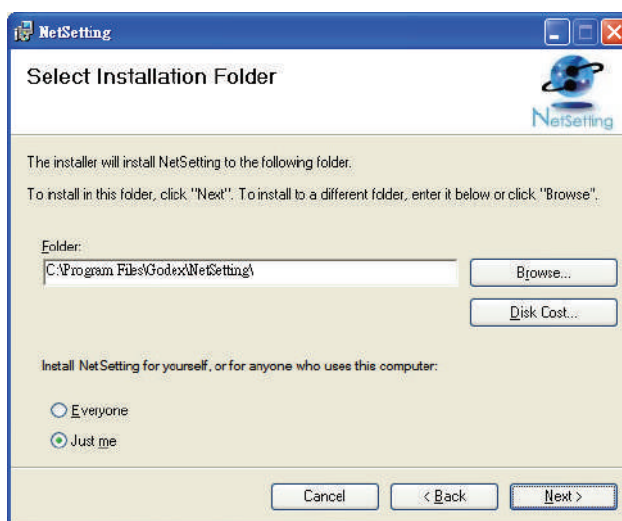 NetSetting
Select Installation Folder
NetSetting
The installer will install NetSetting to the following folder.
To install in this folder, click "Next". To install to a different folder, enter it below or click "Browse".
Folder:
C:\Program Files\Godex\NetSetting\
Browse...
Disk Cost...
Install NetSetting for yourself, or for anyone who uses this computer:
Everyone
Just me
Cancel
< Back
Next >